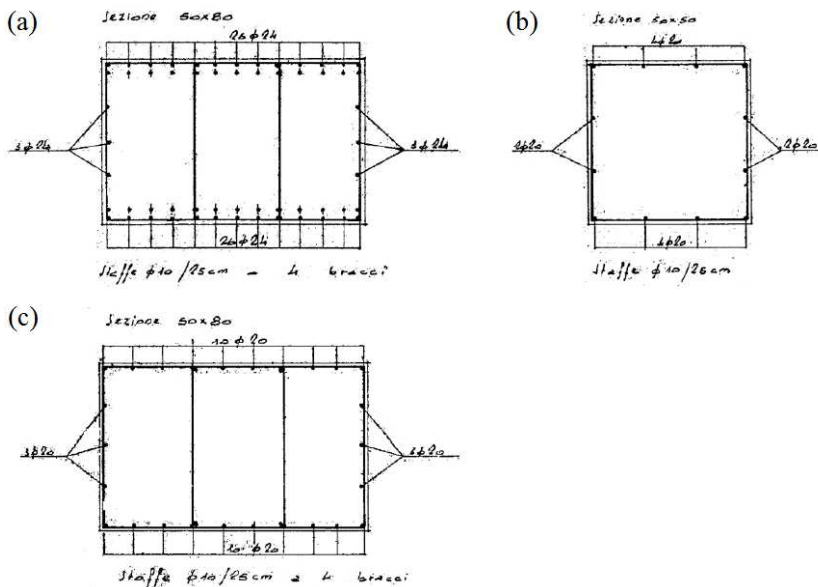 (a)
Sezione 50x80
26ϕ24
3ϕ24
3ϕ24
26ϕ24
Staffe ϕ10/25cm = 4 bracci
(b)
Sezione 50x50
4ϕ20
2ϕ20
2ϕ20
4ϕ20
Staffe ϕ10/25cm
(c)
Sezione 50x80
10ϕ20
3ϕ20
3ϕ20
10ϕ20
Staffe ϕ10/25cm = 4 bracci